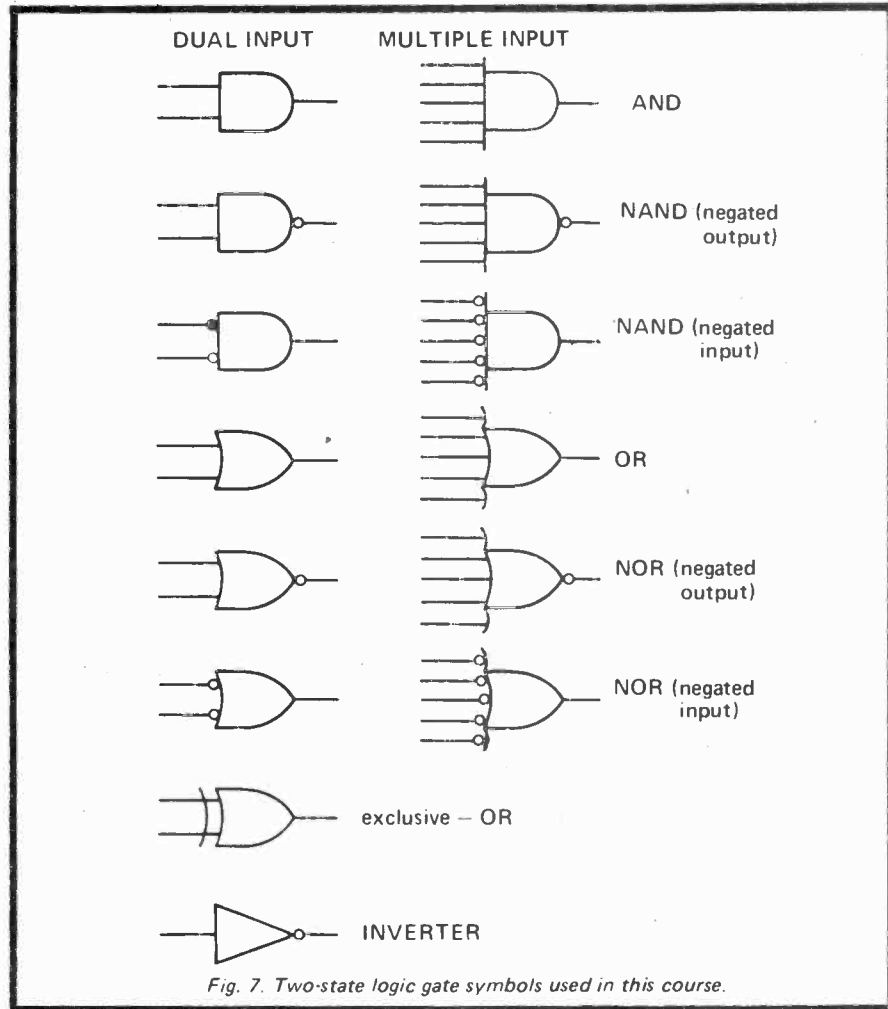 DUAL INPUT MULTIPLE INPUT
AND
NAND (negated
output)
NAND (negated
input)
OR
NOR (negated
output)
NOR (negated
input)
exclusive – OR
INVERTER
Fig. 7. Two-state logic gate symbols used in this course.